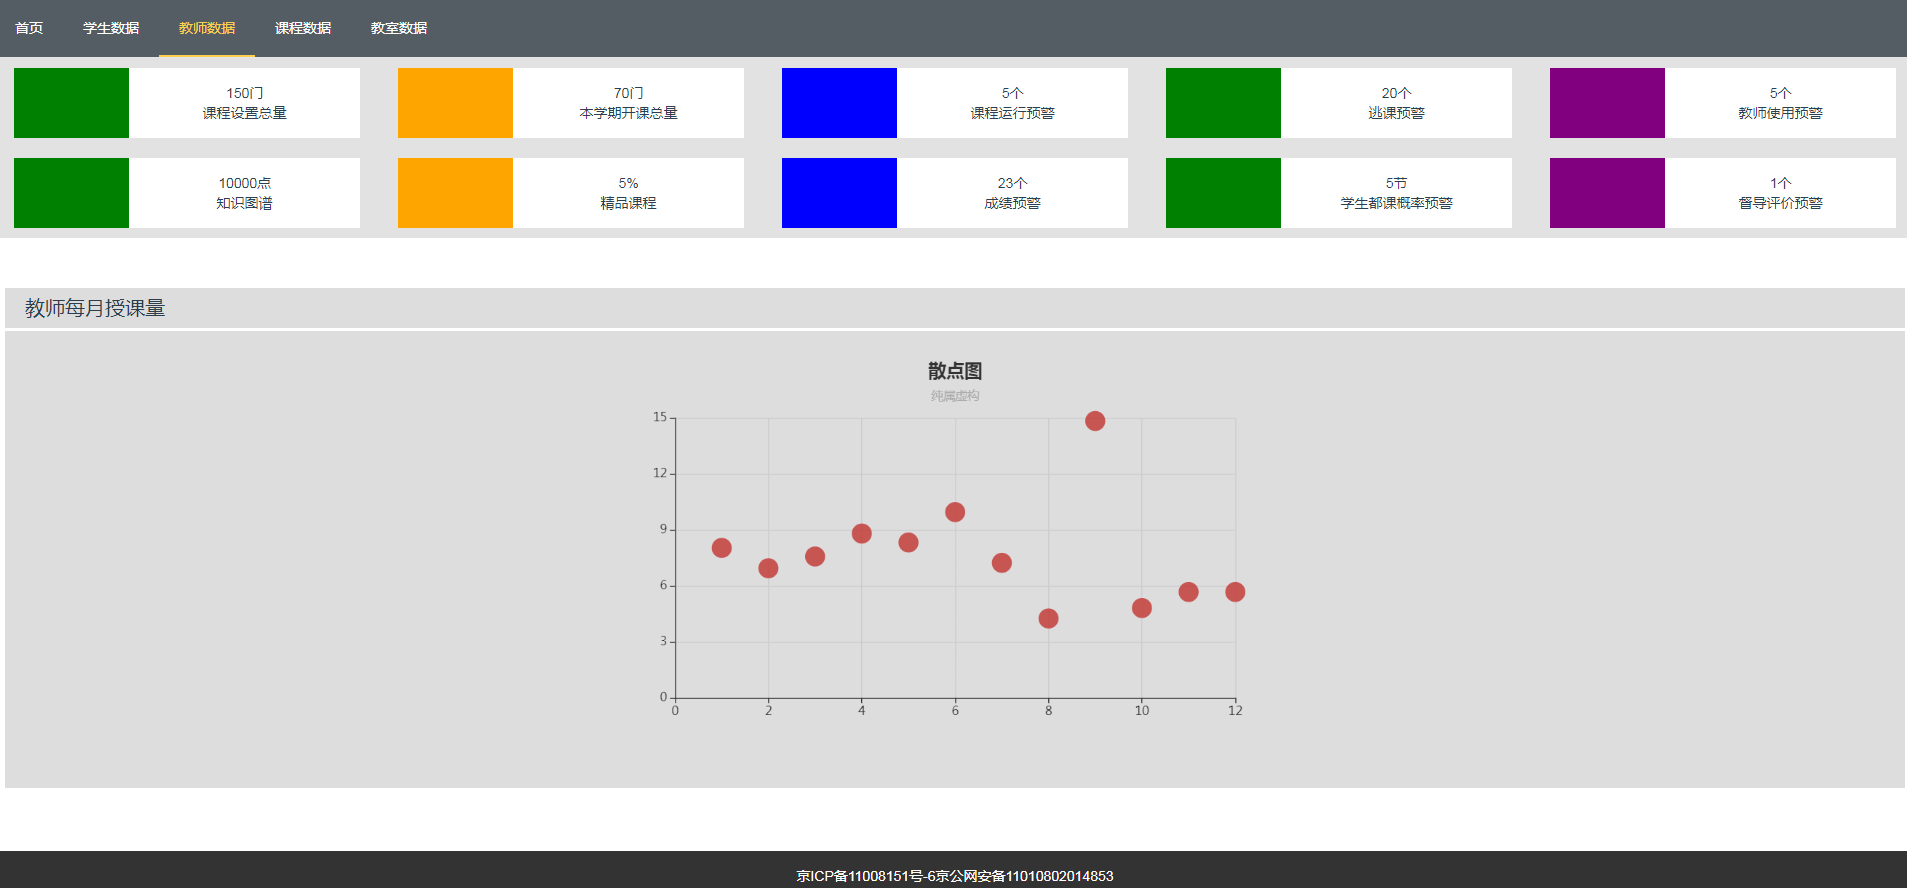 首页 学生数据 教师数据 课程数据 教室数据
150门
课程设置总量
70门
本学期开课总量
5个
课程运行预警
20个
逃课预警
5个
教师使用预警
10000点
知识图谱
5%
精品课程
23个
成绩预警
5节
学生都课概率预警
1个
督导评价预警
教师每月授课量
散点图
纯属虚构
15
12
9
6
3
0
0 2 4 6 8 10 12
京ICP备11008151号-6京公网安备11010802014853